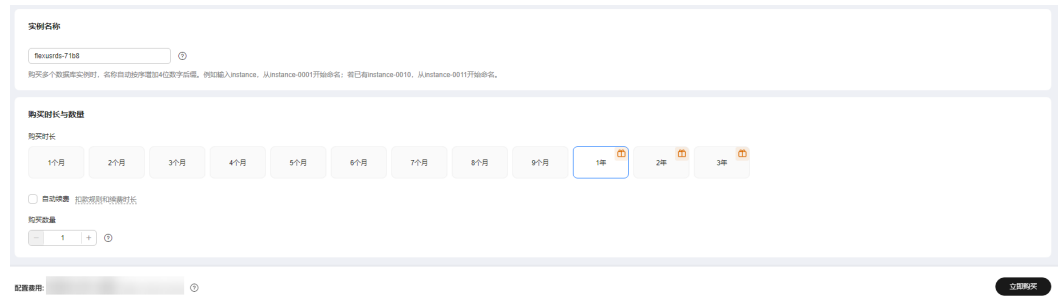 实例名称
flexusrds-71b8
购买多个数据库实例时，名称自动按序增加4位数字后缀。例如输入instance，从instance-0001开始命名；若已有instance-0010，从instance-0011开始命名。
购买时长与数量
购买时长
1个月 2个月 3个月 4个月 5个月 6个月 7个月 8个月 9个月 1年 2年 3年
自动续费 扣款规则和续费时长
购买数量
1
配置费用:
立即购买